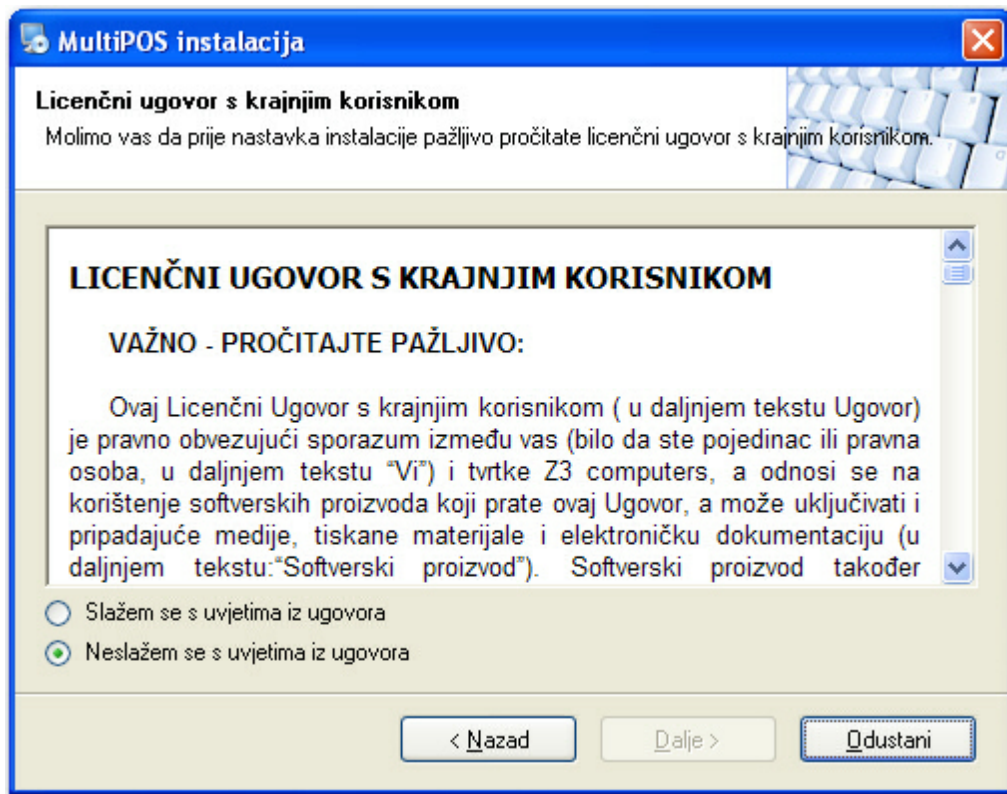 MultiPOS instalacija
Licenčni ugovor s krajnjim korisnikom
Molimo vas da prije nastavka instalacije pažljivo pročitate licenčni ugovor s krajnjim korisnikom.
LICENČNI UGOVOR S KRAJNJIM KORISNIKOM
VAŽNO - PROČITAJTE PAŽLJIVO:
Ovaj Licenčni Ugovor s krajnjim korisnikom ( u daljnjem tekstu Ugovor)
je pravno obvezujući sporazum između vas (bilo da ste pojedinac ili pravna
osoba, u daljnjem tekstu “Vi”) i tvrtke Z3 computers, a odnosi se na
korištenje softverskih proizvoda koji prate ovaj Ugovor, a može uključivati i
pripadajuće medije, tiskane materijale i elektroničku dokumentaciju (u
daljnjem tekstu:“Softverski proizvod”). Softverski proizvod također
Slažem se s uvjetima iz ugovora
Neslažem se s uvjetima iz ugovora
< Nazad Dalje > Odustani